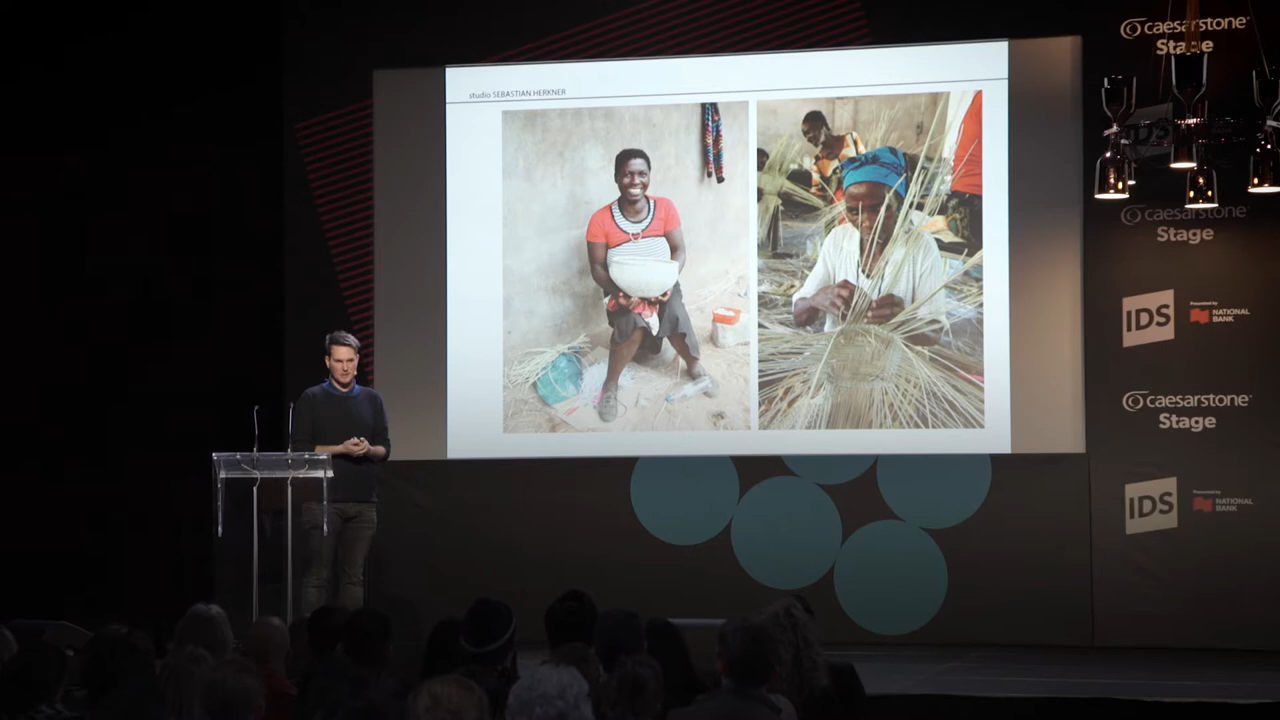 studio SEBASTIAN HERKNER
caesarstone
Stage
IDS
caesarstone
Stage
IDS
Presented by
NATIONAL
BANK
caesarstone
Stage
IDS
Presented by
NATIONAL
BANK